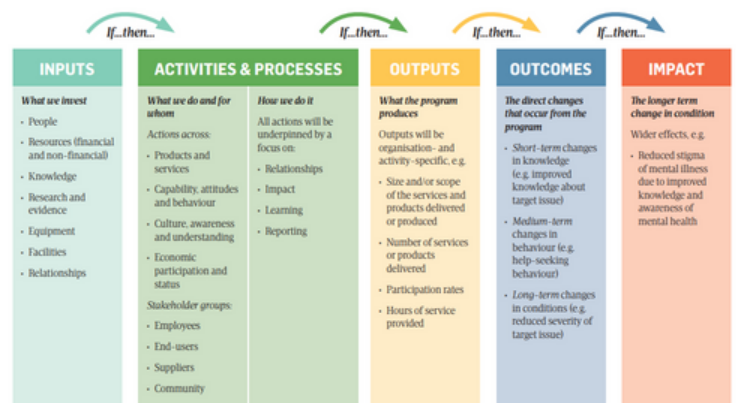 If...then...
If...then...
If...then...
If...then...
INPUTS
What we invest
• People
• Resources (financial
and non-financial)
• Knowledge
• Research and
evidence
• Equipment
• Facilities
• Relationships
ACTIVITIES & PROCESSES
What we do and for
whom
Actions across:
• Products and
services
• Capability, attitudes
and behaviour
• Culture, awareness
and understanding
• Economic
participation and
status
Stakeholder groups:
• Employees
• End-users
• Suppliers
• Community
How we do it
All actions will be
underpinned by a
focus on:
• Relationships
• Impact
• Learning
• Reporting
OUTPUTS
What the program
produces
Outputs will be
organisation- and
activity-specific, e.g.
• Size and/or scope
of the services and
products delivered
or produced
• Number of services
or products
delivered
• Participation rates
• Hours of service
provided
OUTCOMES
The direct changes
that occur from the
program
• Short-term changes
in knowledge
(e.g. improved
knowledge about
target issue)
• Medium-term
changes in
behaviour (e.g.
help-seeking
behaviour)
• Long-term changes
in conditions (e.g.
reduced severity of
target issue)
IMPACT
The longer term
change in condition
Wider effects, e.g.
• Reduced stigma
of mental illness
due to improved
knowledge and
awareness of
mental health